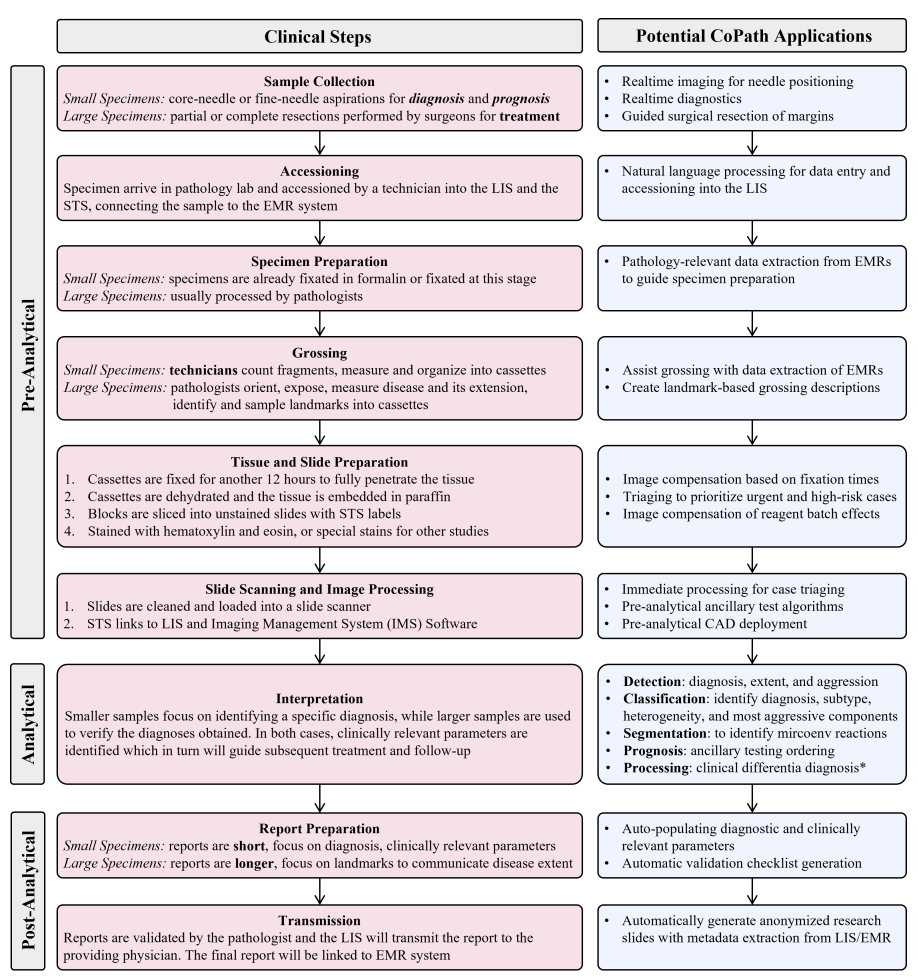 Clinical Steps
Potential CoPath Applications
Pre-Analytical
Sample Collection
Small Specimens: core-needle or fine-needle aspirations for diagnosis and prognosis
Large Specimens: partial or complete resections performed by surgeons for treatment
• Realtime imaging for needle positioning
• Realtime diagnostics
• Guided surgical resection of margins
Accessioning
Specimen arrive in pathology lab and accessioned by a technician into the LIS and the
STS, connecting the sample to the EMR system
• Natural language processing for data entry and
accessioning into the LIS
Specimen Preparation
Small Specimens: specimens are already fixated in formalin or fixated at this stage
Large Specimens: usually processed by pathologists
• Pathology-relevant data extraction from EMRs
to guide specimen preparation
Grossing
Small Specimens: technicians count fragments, measure and organize into cassettes
Large Specimens: pathologists orient, expose, measure disease and its extension,
identify and sample landmarks into cassettes
• Assist grossing with data extraction of EMRs
• Create landmark-based grossing descriptions
Tissue and Slide Preparation
1. Cassettes are fixed for another 12 hours to fully penetrate the tissue
2. Cassettes are dehydrated and the tissue is embedded in paraffin
3. Blocks are sliced into unstained slides with STS labels
4. Stained with hematoxylin and eosin, or special stains for other studies
• Image compensation based on fixation times
• Triaging to prioritize urgent and high-risk cases
• Image compensation of reagent batch effects
Slide Scanning and Image Processing
1. Slides are cleaned and loaded into a slide scanner
2. STS links to LIS and Imaging Management System (IMS) Software
• Immediate processing for case triaging
• Pre-analytical ancillary test algorithms
• Pre-analytical CAD deployment
Analytical
Interpretation
Smaller samples focus on identifying a specific diagnosis, while larger samples are used
to verify the diagnoses obtained. In both cases, clinically relevant parameters are
identified which in turn will guide subsequent treatment and follow-up
• Detection: diagnosis, extent, and aggression
• Classification: identify diagnosis, subtype,
heterogeneity, and most aggressive components
• Segmentation: to identify mircoenv reactions
• Prognosis: ancillary testing ordering
• Processing: clinical differentia diagnosis*
Post-Analytical
Report Preparation
Small Specimens: reports are short, focus on diagnosis, clinically relevant parameters
Large Specimens: reports are longer, focus on landmarks to communicate disease extent
• Auto-populating diagnostic and clinically
relevant parameters
• Automatic validation checklist generation
Transmission
Reports are validated by the pathologist and the LIS will transmit the report to the
providing physician. The final report will be linked to EMR system
• Automatically generate anonymized research
slides with metadata extraction from LIS/EMR